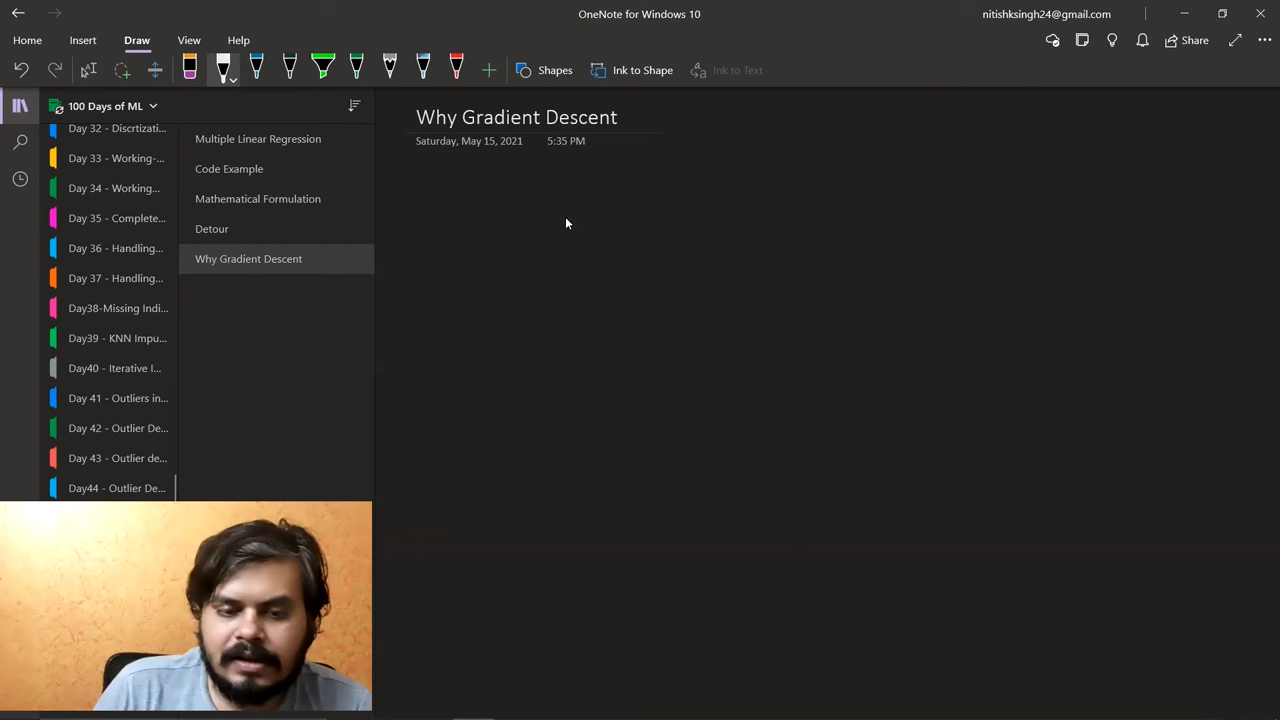 OneNote for Windows 10
nitishksingh24@gmail.com
Home
Insert
Draw
View
Help
Share
Shapes
Ink to Shape
Ink to Text
100 Days of ML
Day 32 - Discrtizati...
Day 33 - Working-...
Day 34 - Working...
Day 35 - Complete...
Day 36 - Handling...
Day 37 - Handling...
Day38-Missing Indi...
Day39 - KNN Impu...
Day40 - Iterative I...
Day 41 - Outliers in...
Day 42 - Outlier De...
Day 43 - Outlier de...
Day44 - Outlier De...
Multiple Linear Regression
Code Example
Mathematical Formulation
Detour
Why Gradient Descent
Why Gradient Descent
Saturday, May 15, 2021 5:35 PM